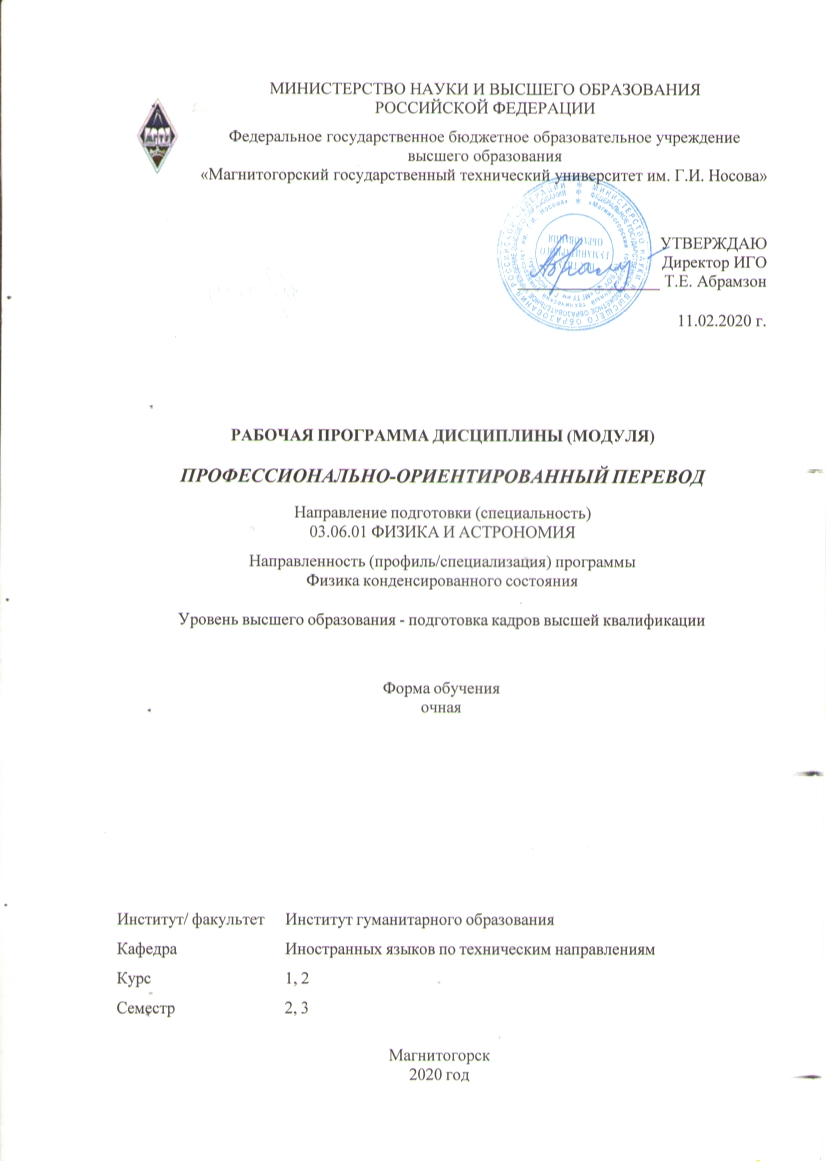 МИНИСТЕРСТВО НАУКИ И ВЫСШЕГО ОБРАЗОВАНИЯ
РОССИЙСКОЙ ФЕДЕРАЦИИ
Федеральное государственное бюджетное образовательное учреждение
высшего образования
«Магнитогорский государственный технический университет им. Г.И. Носова»
УТВЕРЖДАЮ
Директор ИГО
Т.Е. Абрамзон
11.02.2020 г.
РАБОЧАЯ ПРОГРАММА ДИСЦИПЛИНЫ (МОДУЛЯ)
ПРОФЕССИОНАЛЬНО-ОРИЕНТИРОВАННЫЙ ПЕРЕВОД
Направление подготовки (специальность)
03.06.01 ФИЗИКА И АСТРОНОМИЯ
Направленность (профиль/специализация) программы
Физика конденсированного состояния
Уровень высшего образования - подготовка кадров высшей квалификации
Форма обучения
очная
Институт/ факультет Институт гуманитарного образования
Кафедра Иностранных языков по техническим направлениям
Курс 1, 2
Семестр 2, 3
Магнитогорск
2020 год